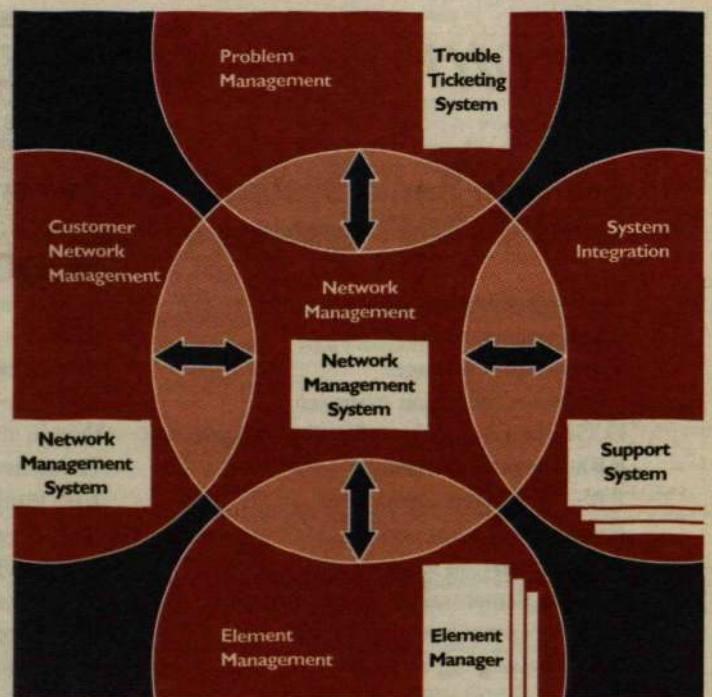 Problem
Management
Trouble
Ticketing
System
Customer
Network
Management
System
Integration
Network
Management
Network
Management
System
Network
Management
System
Support
System
Element
Management
Element
Manager